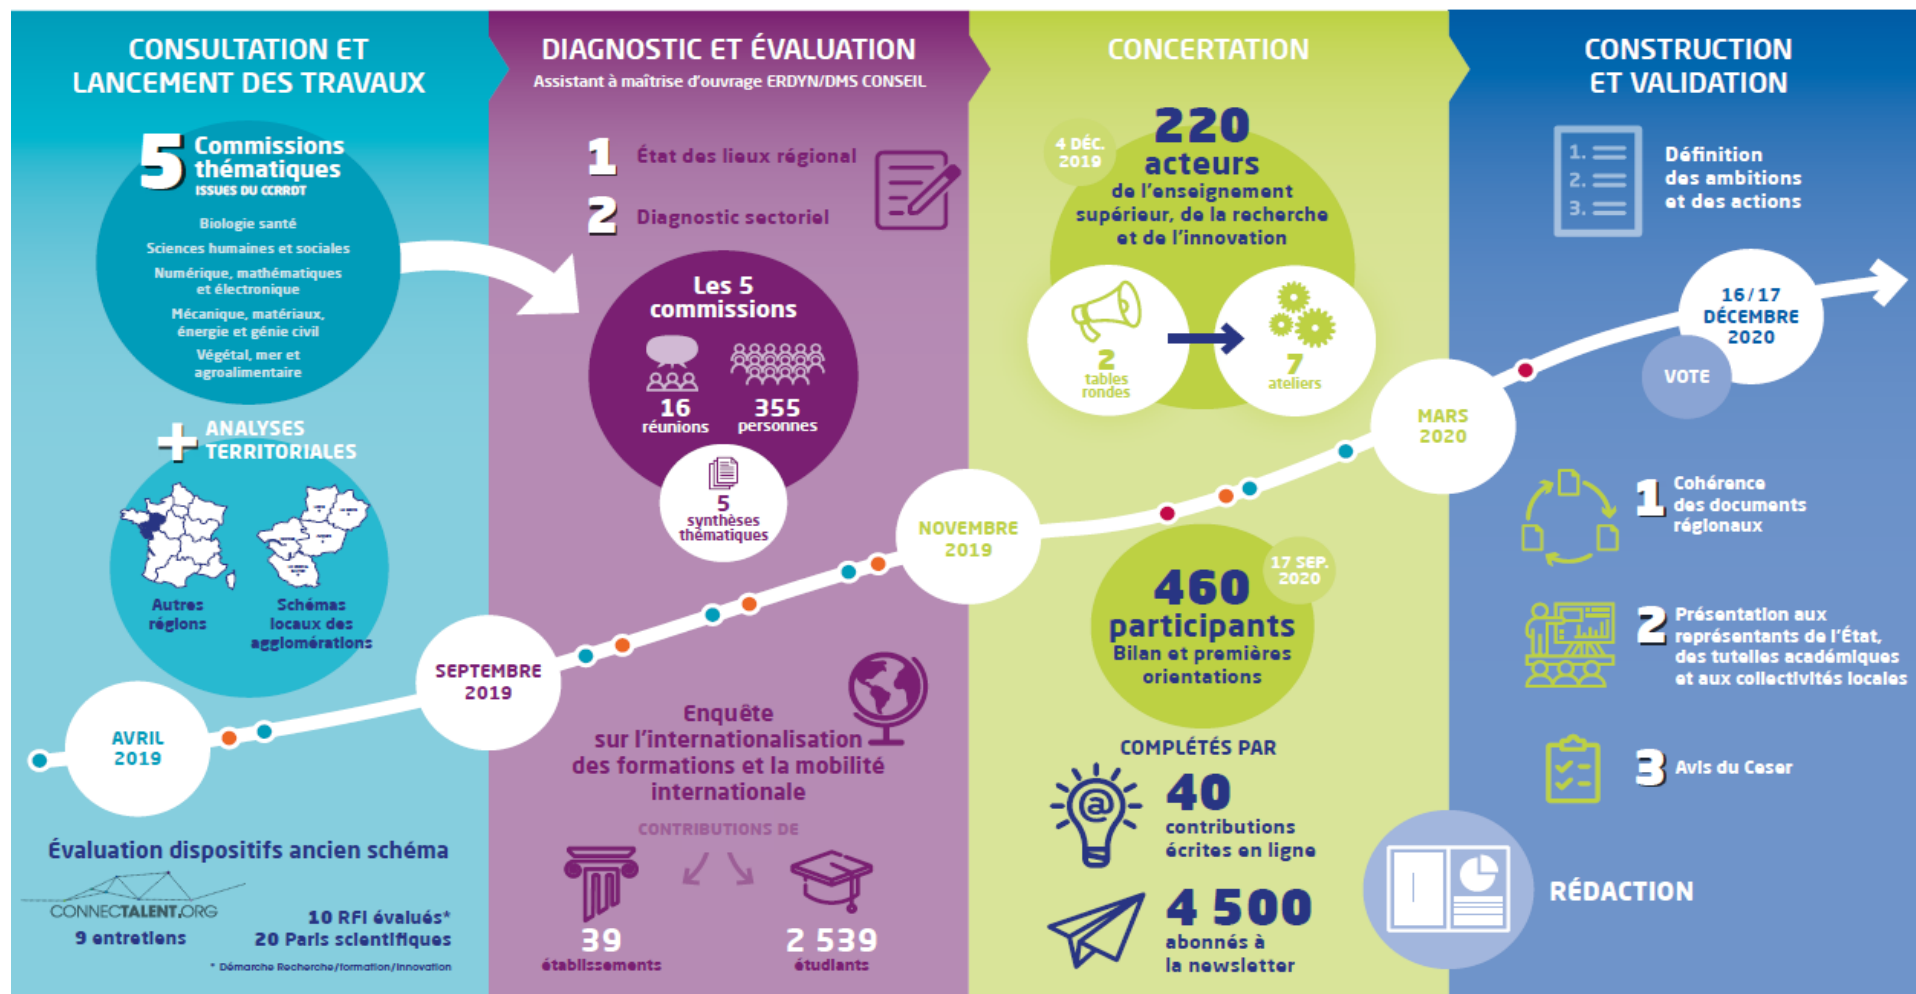 CONSULTATION ET
LANCEMENT DES TRAVAUX
5 Commissions
thématiques
ISSUES DU CCRRDT
Biologie santé
Sciences humaines et sociales
Numérique, mathématiques
et électronique
Mécanique, matériaux,
énergie et génie civil
Végétal, mer et
agroalimentaire
+ ANALYSES
TERRITORIALES
Autres
régions
Schémas
locaux des
agglomérations
AVRIL
2019
Évaluation dispositifs ancien schéma
CONNECTALENT.ORG
9 entretiens
10 RFI évalués*
20 Paris scientifiques
* Démarche Recherche/formation/Innovation
DIAGNOSTIC ET ÉVALUATION
Assistant à maîtrise d'ouvrage ERDYN/DMS CONSEIL
1 État des lieux régional
2 Diagnostic sectoriel
Les 5
commissions
16
réunions
355
personnes
5
synthèses
thématiques
SEPTEMBRE
2019
Enquête
sur l'internationalisation
des formations et la mobilité
internationale
CONTRIBUTIONS DE
39
établissements
2 539
étudiants
NOVEMBRE
2019
CONCERTATION
4 DÉC.
2019
220
acteurs
de l'enseignement
supérieur, de la recherche
et de l'innovation
2
tables
rondes
7
ateliers
17 SEP.
2020
460
participants
Bilan et premières
orientations
COMPLÉTÉS PAR
@
40
contributions
écrites en ligne
4 500
abonnés à
la newsletter
MARS
2020
CONSTRUCTION
ET VALIDATION
1.
2.
3.
Définition
des ambitions
et des actions
16/17
DÉCEMBRE
2020
VOTE
1 Cohérence
des documents
régionaux
2 Présentation aux
représentants de l'État,
des tutelles académiques
et aux collectivités locales
3 Avis du Ceser
RÉDACTION